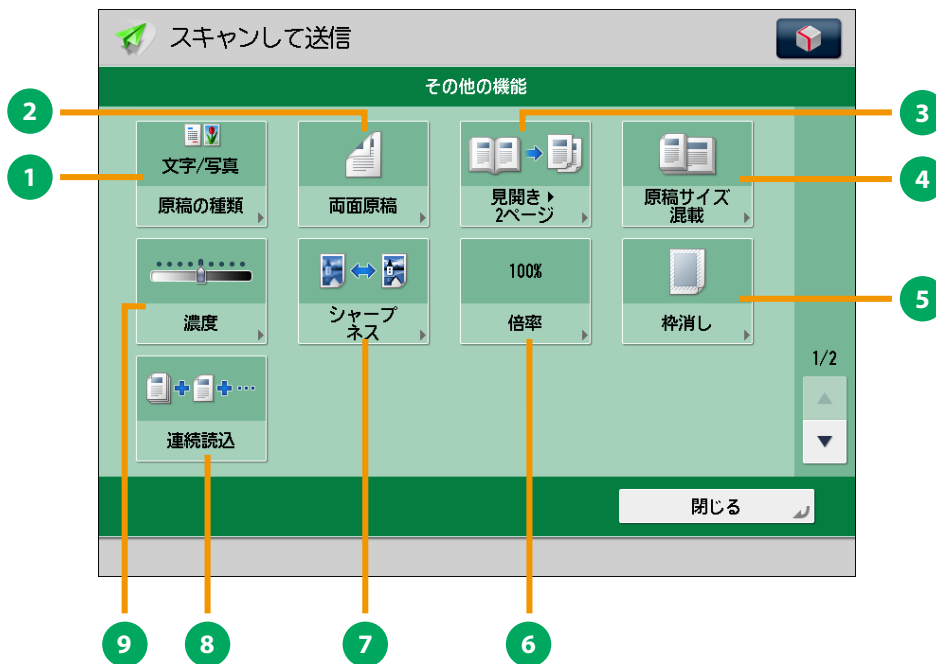 スキャンして送信
その他の機能
2
3
1
4
文字/写真
原稿の種類
両面原稿
見開き▶
2ページ
原稿サイズ
混載
5
濃度
シャープ
ネス
100%
倍率
枠消し
1/2
連続読込
閉じる
9
8
7
6